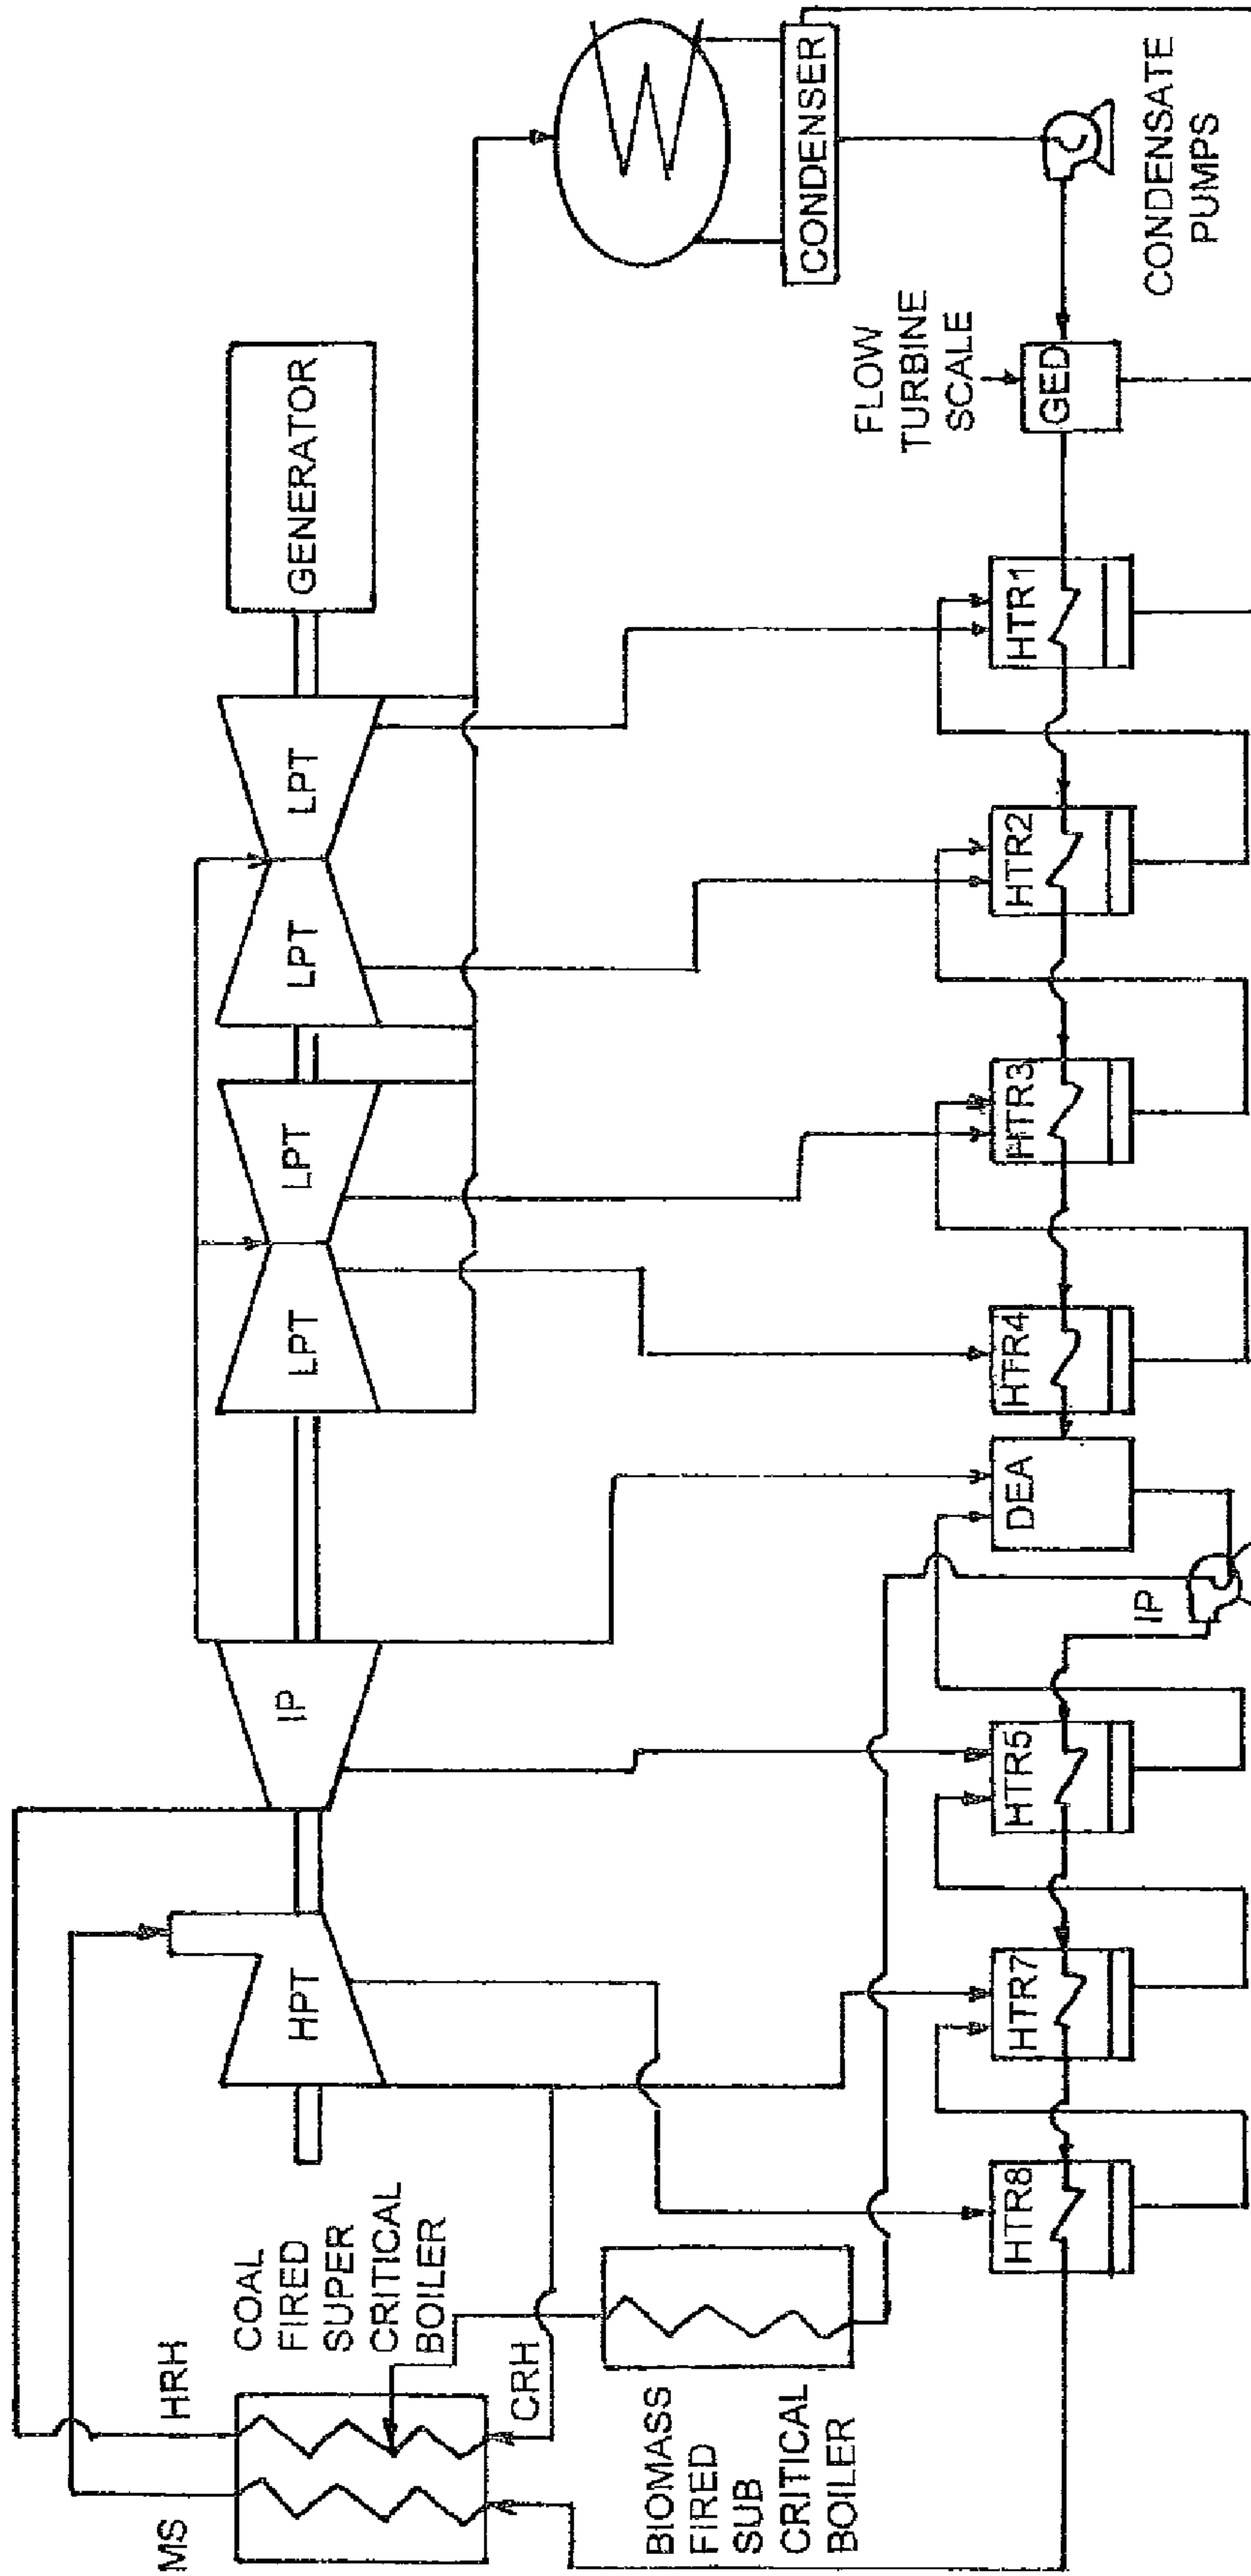 MS
HRH
COAL
FIRED
SUPER
CRITICAL
BOILER
CRH
BIOMASS
FIRED
SUB
CRITICAL
BOILER
HPT
IP
LPT
LPT
LPT
LPT
GENERATOR
HTR8
HTR7
HTR5
IP
DEA
HTR4
HTR3
HTR2
HTR1
FLOW
TURBINE
SCALE
GED
CONDENSER
CONDENSATE
PUMPS